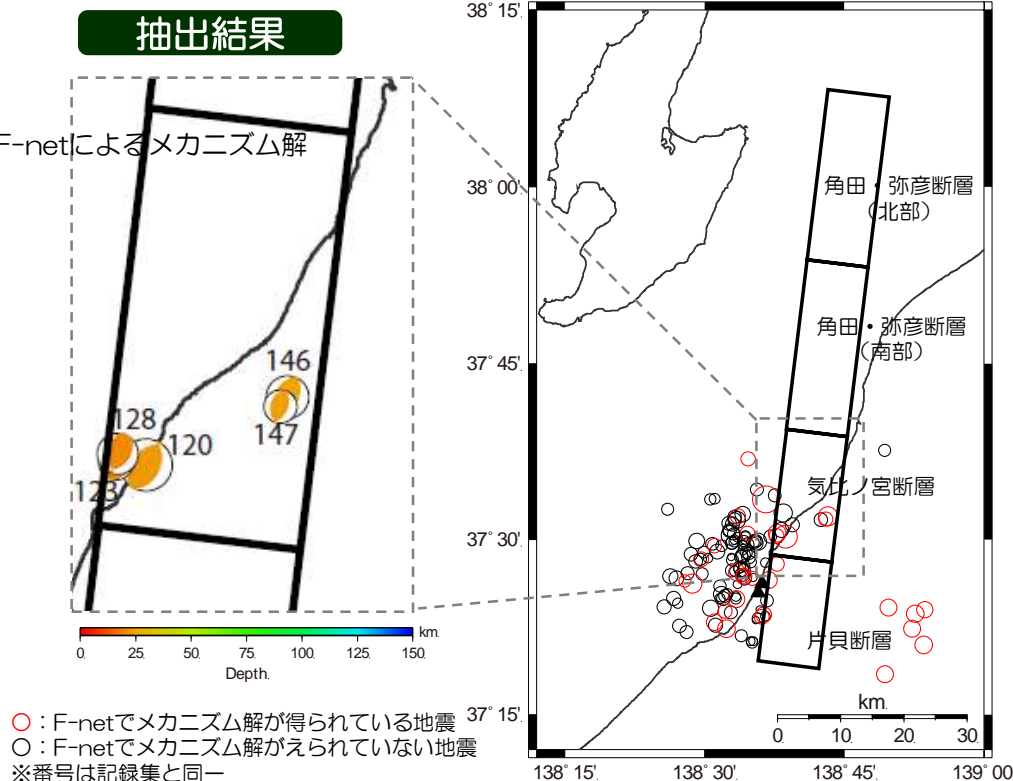 抽出結果
F-netによるメカニズム解
146
147
128
120
123
km.
0. 25. 50. 75. 100. 125. 150.
Depth.
○：F-netでメカニズム解が得られている地震
○：F-netでメカニズム解がえられていない地震
※番号は記録集と同一
38° 15'.
38° 00'.
37° 45'.
37° 30'.
37° 15'.
角田・弥彦断層
（北部）
角田・弥彦断層
（南部）
気比ノ宮断層
片貝断層
km.
0. 10. 20. 30.
138° 15'. 138° 30'. 138° 45'. 139° 00'